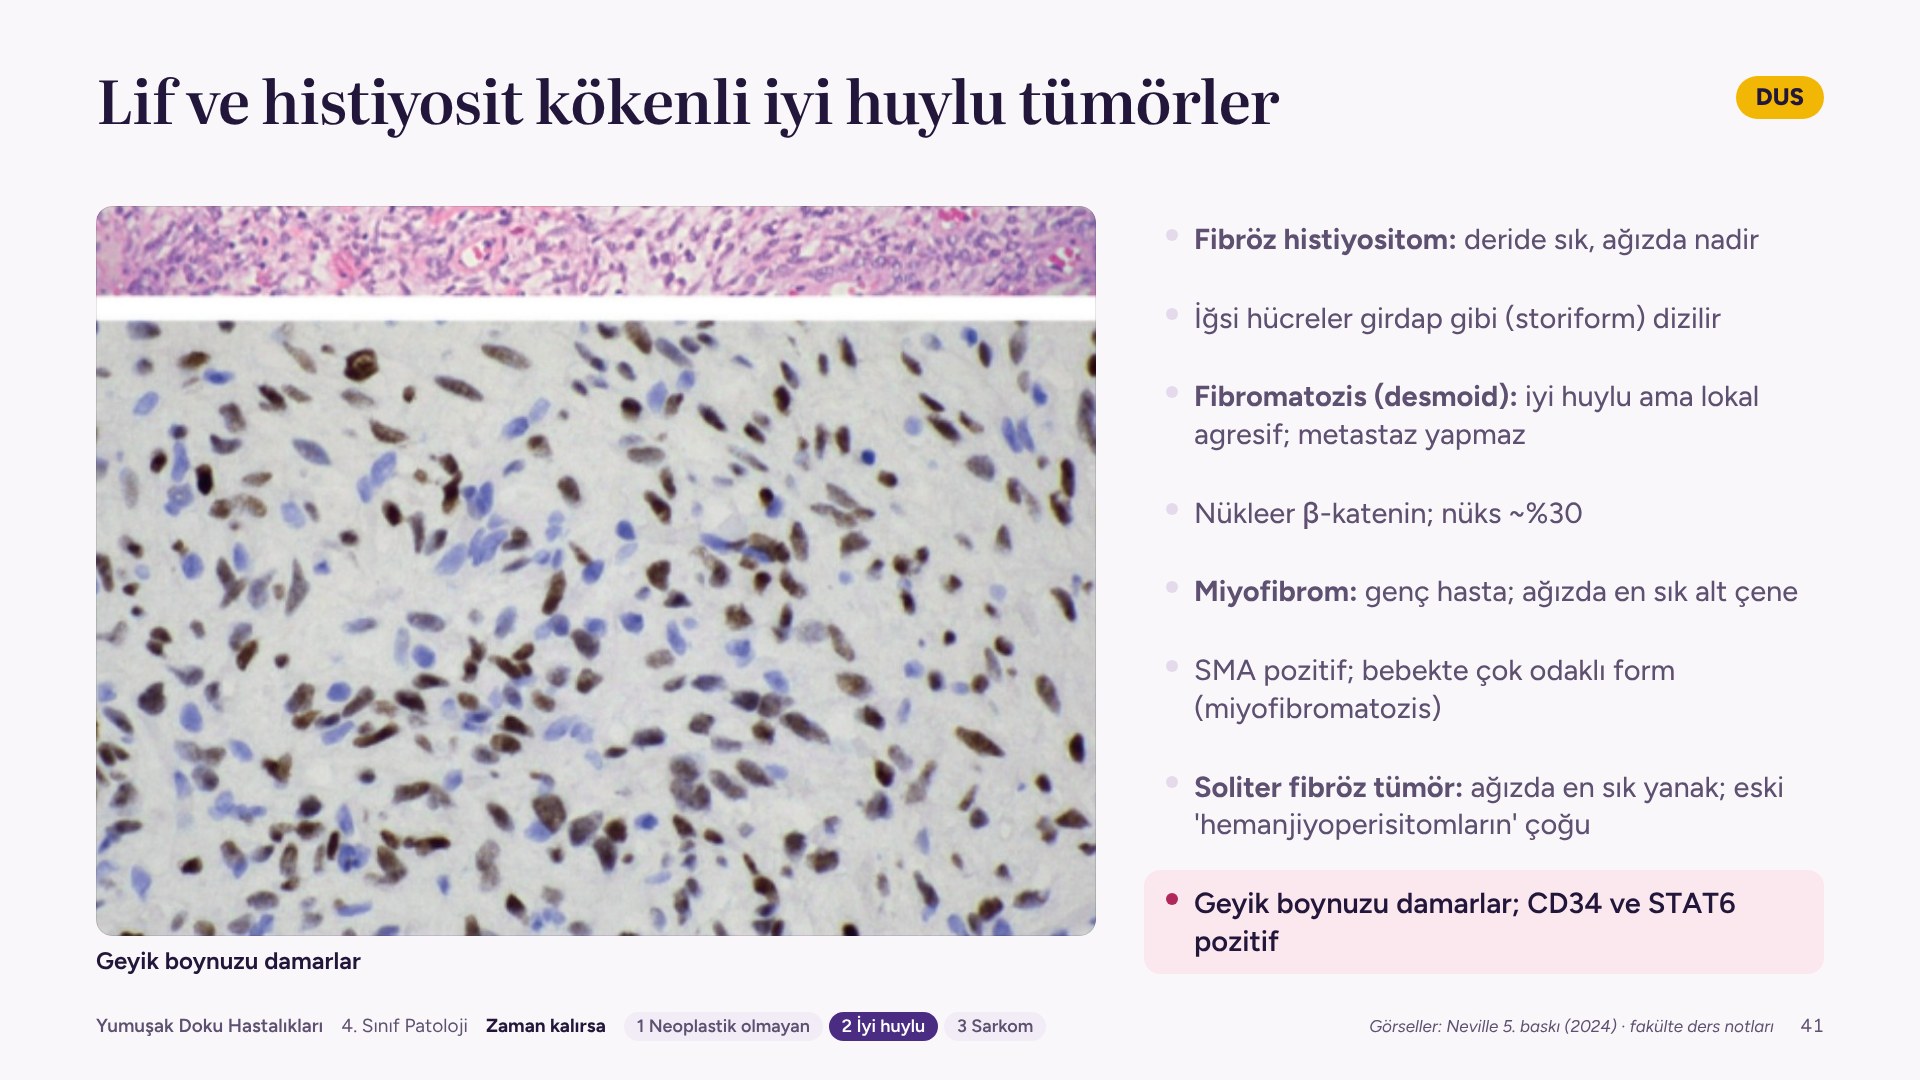 Lif ve histiyosit kökenli iyi huylu tümörler
DUS
Fibröz histiyositom: deride sık, ağızda nadir
İğsi hücreler girdap gibi (storiform) dizilir
Fibromatozis (desmoid): iyi huylu ama lokal
agresif; metastaz yapmaz
Nükleer β-katenin; nüks ~%30
Miyofibrom: genç hasta; ağızda en sık alt çene
SMA pozitif; bebekte çok odaklı form
(miyofibromatozis)
Soliter fibröz tümör: ağızda en sık yanak; eski
'hemanjiyoperisitomların' çoğu
Geyik boynuzu damarlar; CD34 ve STAT6
pozitif
Geyik boynuzu damarlar
Yumuşak Doku Hastalıkları 4. Sınıf Patoloji Zaman kalırsa 1 Neoplastik olmayan 2 İyi huylu 3 Sarkom Görseller: Neville 5. baskı (2024) · fakülte ders notları 41